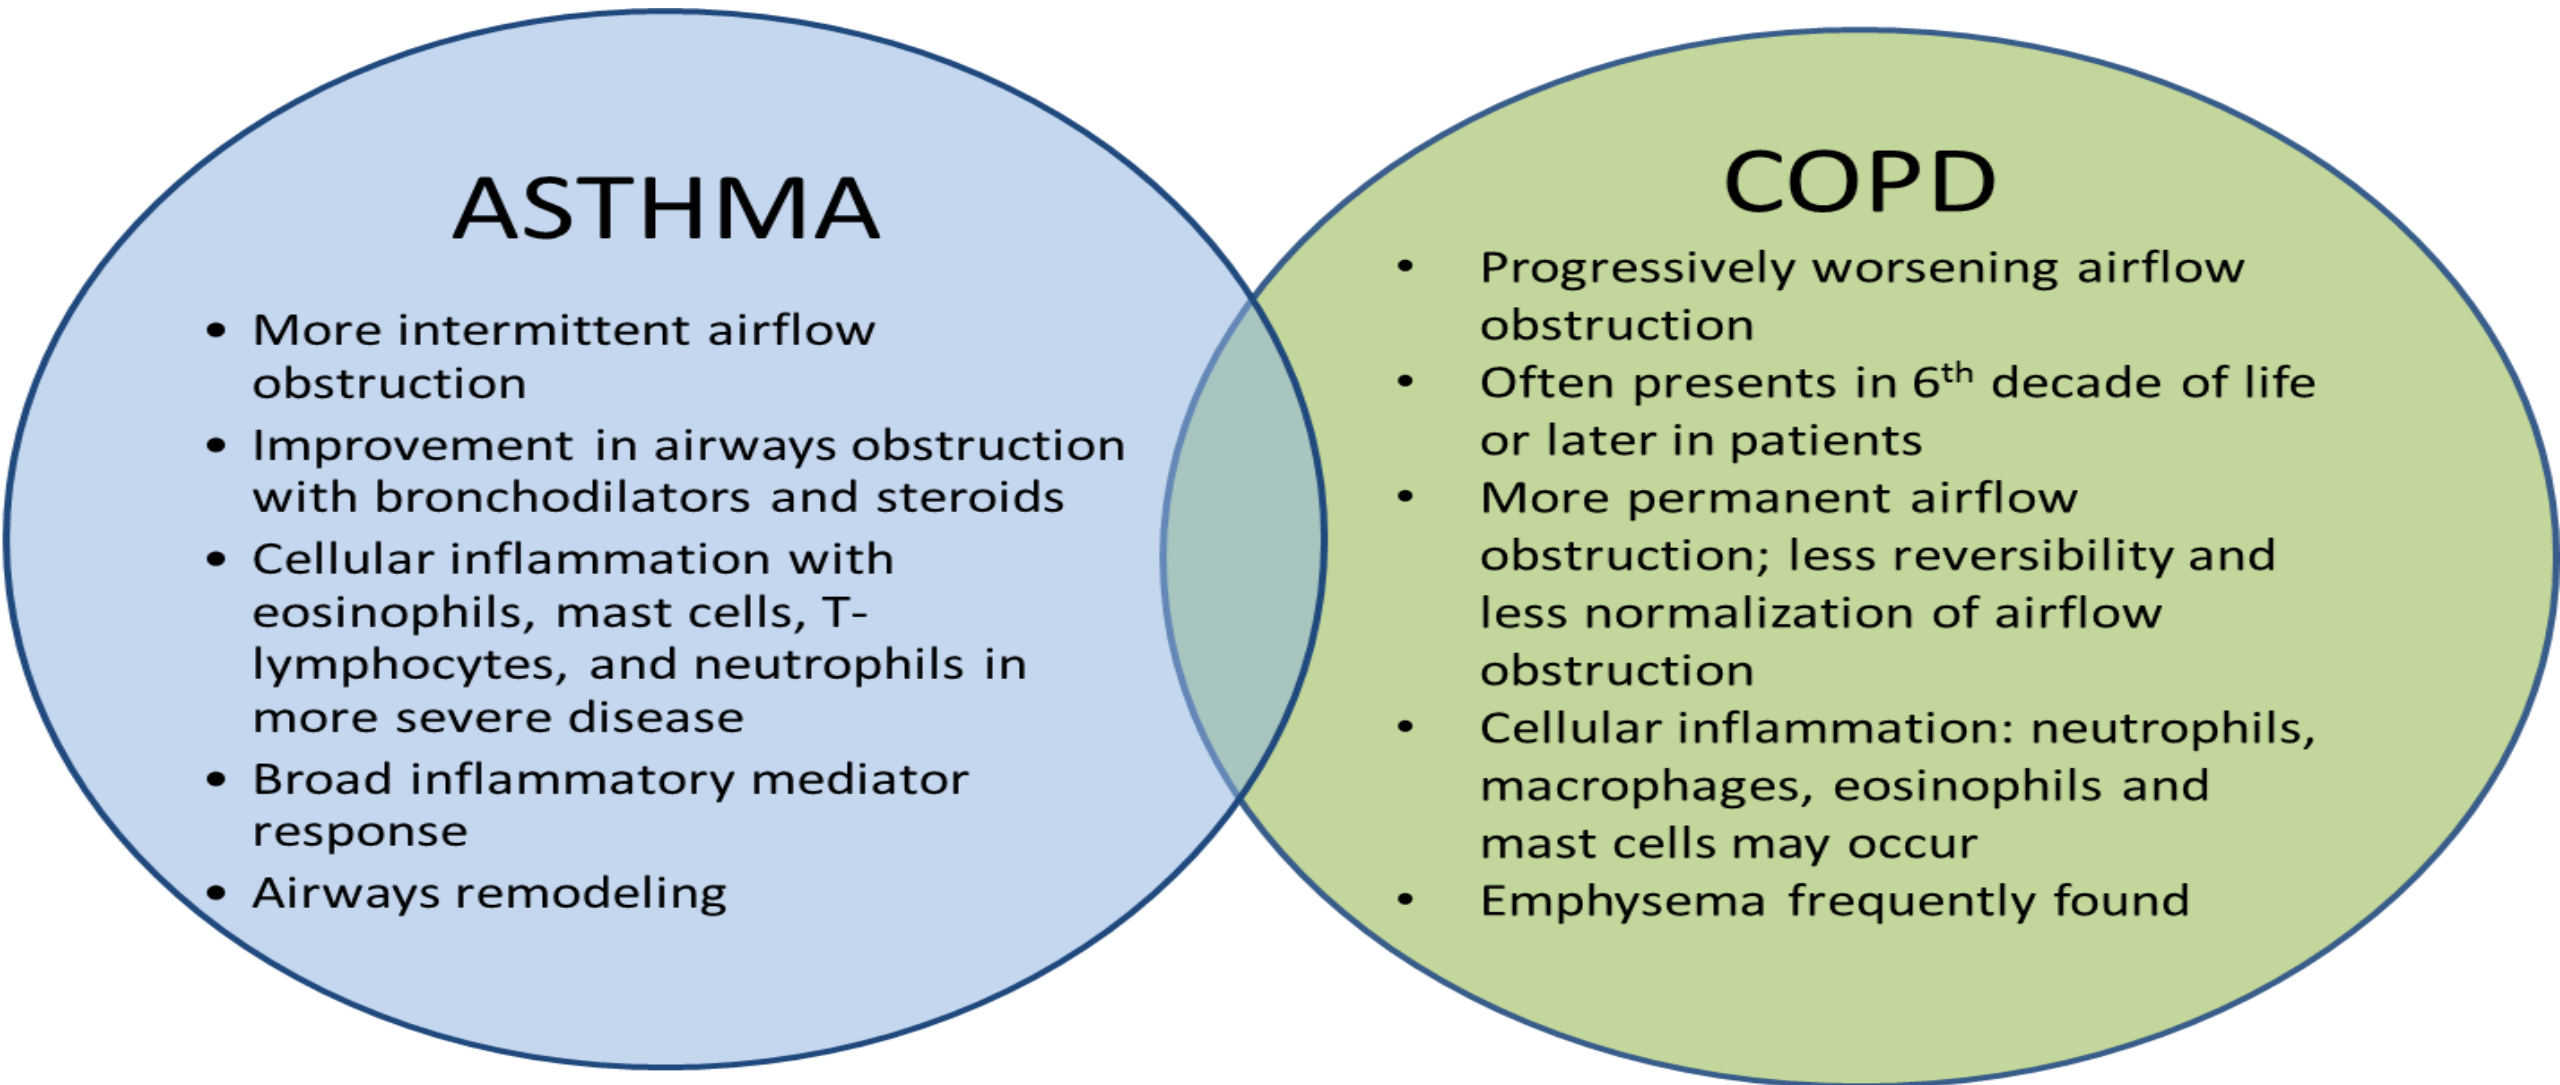 ASTHMA
• More intermittent airflow
obstruction
• Improvement in airways obstruction
with bronchodilators and steroids
• Cellular inflammation with
eosinophils, mast cells, T-
lymphocytes, and neutrophils in
more severe disease
• Broad inflammatory mediator
response
• Airways remodeling
COPD
• Progressively worsening airflow
obstruction
• Often presents in 6th decade of life
or later in patients
• More permanent airflow
obstruction; less reversibility and
less normalization of airflow
obstruction
• Cellular inflammation: neutrophils,
macrophages, eosinophils and
mast cells may occur
• Emphysema frequently found